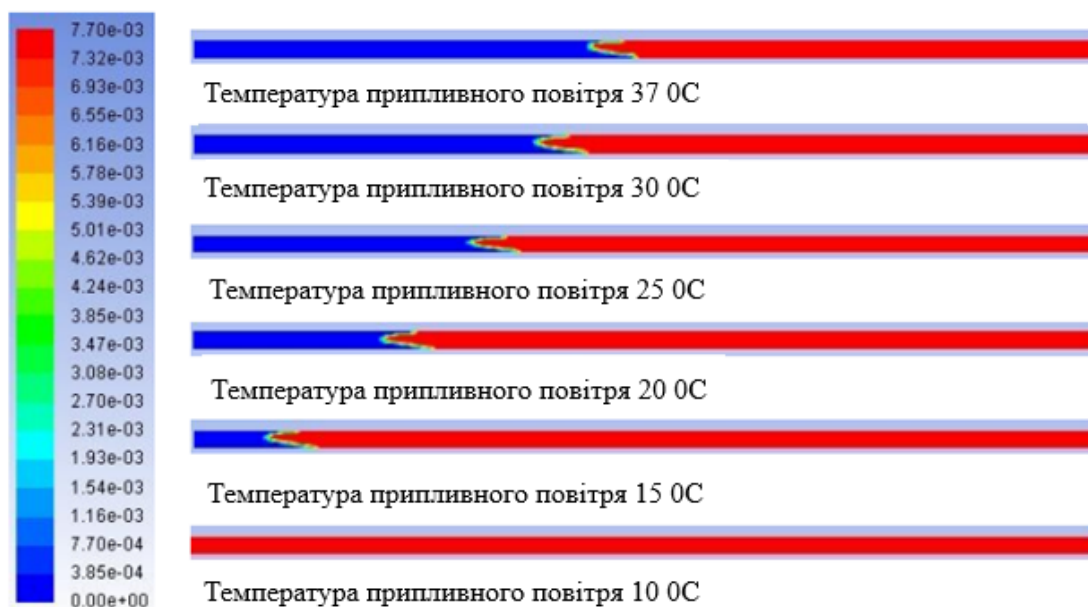 7.70e-03
7.32e-03
6.93e-03
6.55e-03
6.16e-03
5.78e-03
5.39e-03
5.01e-03
4.62e-03
4.24e-03
3.85e-03
3.47e-03
3.08e-03
2.70e-03
2.31e-03
1.93e-03
1.54e-03
1.16e-03
7.70e-04
3.85e-04
0.00e+00
Температура припливного повітря 37 0С
Температура припливного повітря 30 0С
Температура припливного повітря 25 0С
Температура припливного повітря 20 0С
Температура припливного повітря 15 0С
Температура припливного повітря 10 0С